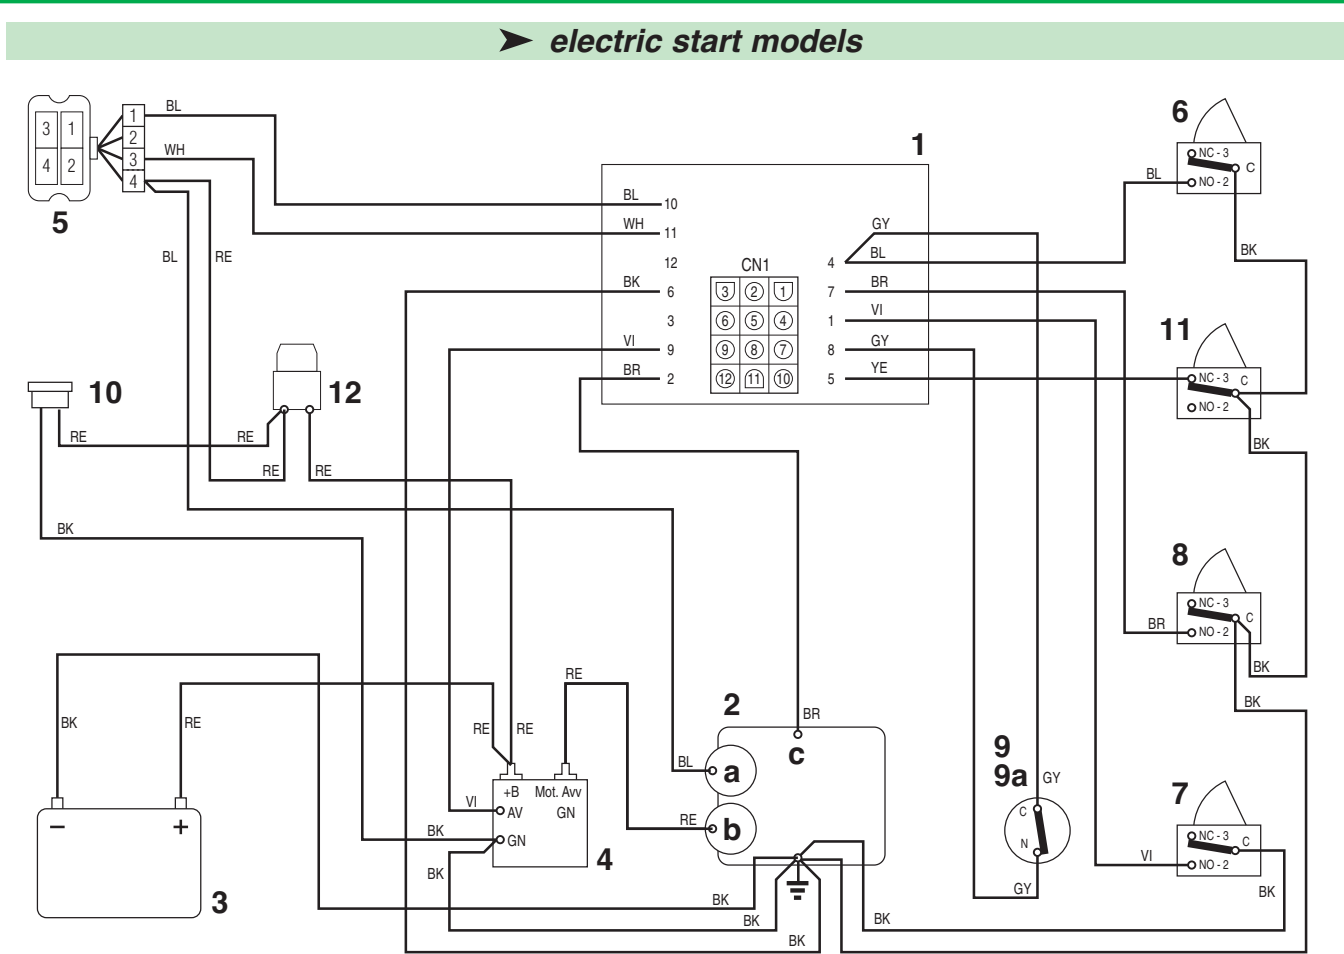 ➤ electric start models
5
3 1
4 2
1
2
3
4
BL
WH
BL
RE
1
BL 10
WH 11
12
BK 6
3
VI 9
BR 2
CN1
3 2 1
6 5 4
9 8 7
12 11 10
GY
4 BL
7 BR
1 VI
8 GY
5 YE
6
NC - 3
C
NO - 2
BL
BK
11
NC - 3
C
NO - 2
BK
8
NC - 3
C
NO - 2
BR
BK
BK
7
NC - 3
C
NO - 2
VI
BK
10
12
RE
RE
RE
RE
BK
BK
RE
−
+
3
RE
RE
RE
+B
Mot. Avv
VI
AV
GN
BK
GN
4
BK
2
BR
c
BL
a
RE
b
BK
BK
BK
BK
9
9a
GY
C
N
GY